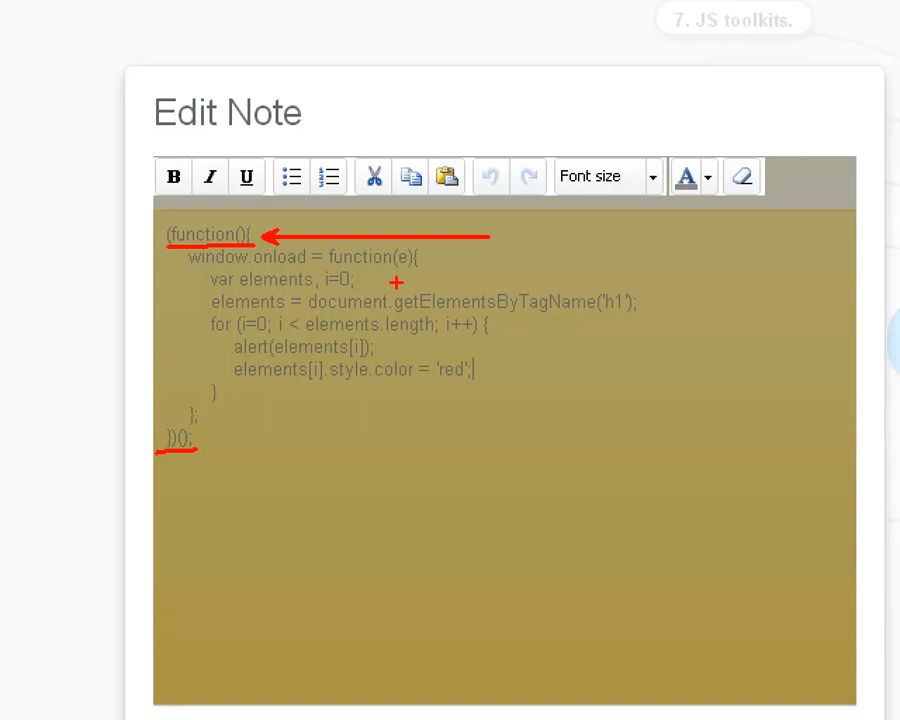 7. JS toolkits.
Edit Note
B I U Font size A
(function(){
window.onload = function(e){
var elements, i=0;
elements = document.getElementsByTagName('h1');
for (i=0; i < elements.length; i++) {
alert(elements[i]);
elements[i].style.color = 'red';
}
};
})();